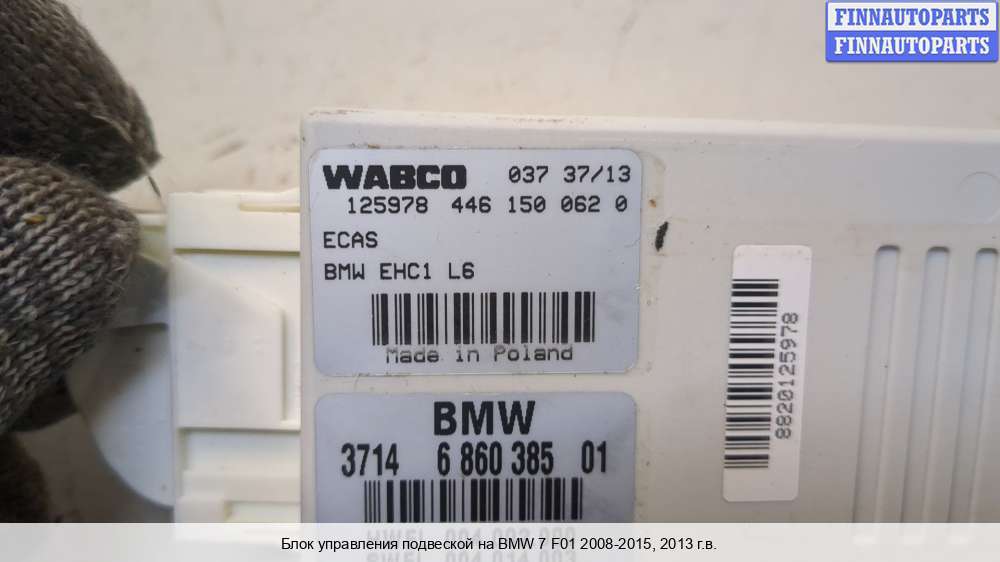 FINNAUTOPARTS
FINNAUTOPARTS
WABCO 037 37/13
125978 446 150 062 0
ECAS
BMW EHC1 L6
Made in Poland
8820125978
BMW
3714 6 860 385 01
Блок управления подвеской на BMW 7 F01 2008-2015, 2013 г.в.